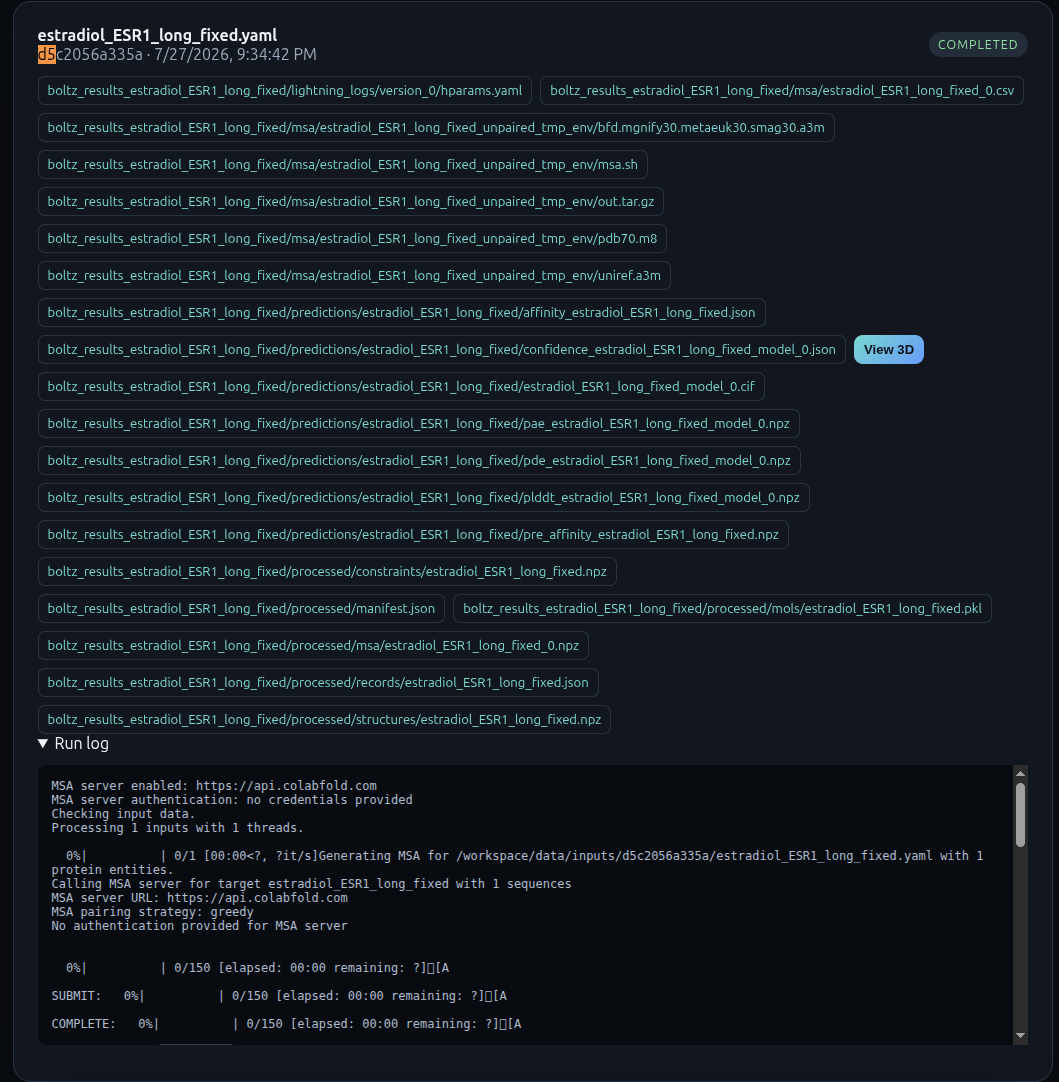 estradiol_ESR1_long_fixed.yaml
d5c2056a335a · 7/27/2026, 9:34:42 PM
COMPLETED
boltz_results_estradiol_ESR1_long_fixed/lightning_logs/version_0/hparams.yaml
boltz_results_estradiol_ESR1_long_fixed/msa/estradiol_ESR1_long_fixed_0.csv
boltz_results_estradiol_ESR1_long_fixed/msa/estradiol_ESR1_long_fixed_unpaired_tmp_env/bfd.mgnify30.metaeuk30.smag30.a3m
boltz_results_estradiol_ESR1_long_fixed/msa/estradiol_ESR1_long_fixed_unpaired_tmp_env/msa.sh
boltz_results_estradiol_ESR1_long_fixed/msa/estradiol_ESR1_long_fixed_unpaired_tmp_env/out.tar.gz
boltz_results_estradiol_ESR1_long_fixed/msa/estradiol_ESR1_long_fixed_unpaired_tmp_env/pdb70.m8
boltz_results_estradiol_ESR1_long_fixed/msa/estradiol_ESR1_long_fixed_unpaired_tmp_env/uniref.a3m
boltz_results_estradiol_ESR1_long_fixed/predictions/estradiol_ESR1_long_fixed/affinity_estradiol_ESR1_long_fixed.json
boltz_results_estradiol_ESR1_long_fixed/predictions/estradiol_ESR1_long_fixed/confidence_estradiol_ESR1_long_fixed_model_0.json
View 3D
boltz_results_estradiol_ESR1_long_fixed/predictions/estradiol_ESR1_long_fixed/estradiol_ESR1_long_fixed_model_0.cif
boltz_results_estradiol_ESR1_long_fixed/predictions/estradiol_ESR1_long_fixed/pae_estradiol_ESR1_long_fixed_model_0.npz
boltz_results_estradiol_ESR1_long_fixed/predictions/estradiol_ESR1_long_fixed/pde_estradiol_ESR1_long_fixed_model_0.npz
boltz_results_estradiol_ESR1_long_fixed/predictions/estradiol_ESR1_long_fixed/plddt_estradiol_ESR1_long_fixed_model_0.npz
boltz_results_estradiol_ESR1_long_fixed/predictions/estradiol_ESR1_long_fixed/pre_affinity_estradiol_ESR1_long_fixed.npz
boltz_results_estradiol_ESR1_long_fixed/processed/constraints/estradiol_ESR1_long_fixed.npz
boltz_results_estradiol_ESR1_long_fixed/processed/manifest.json
boltz_results_estradiol_ESR1_long_fixed/processed/mols/estradiol_ESR1_long_fixed.pkl
boltz_results_estradiol_ESR1_long_fixed/processed/msa/estradiol_ESR1_long_fixed_0.npz
boltz_results_estradiol_ESR1_long_fixed/processed/records/estradiol_ESR1_long_fixed.json
boltz_results_estradiol_ESR1_long_fixed/processed/structures/estradiol_ESR1_long_fixed.npz
▼ Run log
MSA server enabled: https://api.colabfold.com
MSA server authentication: no credentials provided
Checking input data.
Processing 1 inputs with 1 threads.
0%|          | 0/1 [00:00<?, ?it/s]Generating MSA for /workspace/data/inputs/d5c2056a335a/estradiol_ESR1_long_fixed.yaml with 1
protein entities.
Calling MSA server for target estradiol_ESR1_long_fixed with 1 sequences
MSA server URL: https://api.colabfold.com
MSA pairing strategy: greedy
No authentication provided for MSA server
0%|          | 0/150 [elapsed: 00:00 remaining: ?]▯[A
SUBMIT:   0%|          | 0/150 [elapsed: 00:00 remaining: ?]▯[A
COMPLETE:   0%|          | 0/150 [elapsed: 00:00 remaining: ?]▯[A